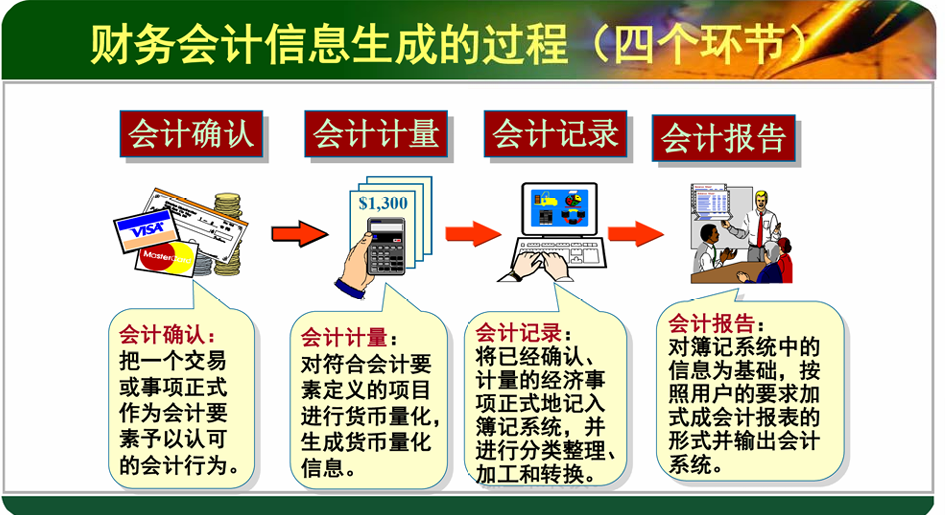 财务会计信息生成的过程（四个环节）
会计确认
会计计量
会计记录
会计报告
VISA
MasterCard
$1,300
会计确认：
把一个交易
或事项正式
作为会计要
素予以认可
的会计行为。
会计计量：
对符合会计要
素定义的项目
进行货币量化，
生成货币量化
信息。
会计记录：
将已经确认、
计量的经济事
项正式地记入
簿记系统，并
进行分类整理、
加工和转换。
会计报告：
对簿记系统中的
信息为基础，按
照用户的要求加
式成会计报表的
形式并输出会计
系统。